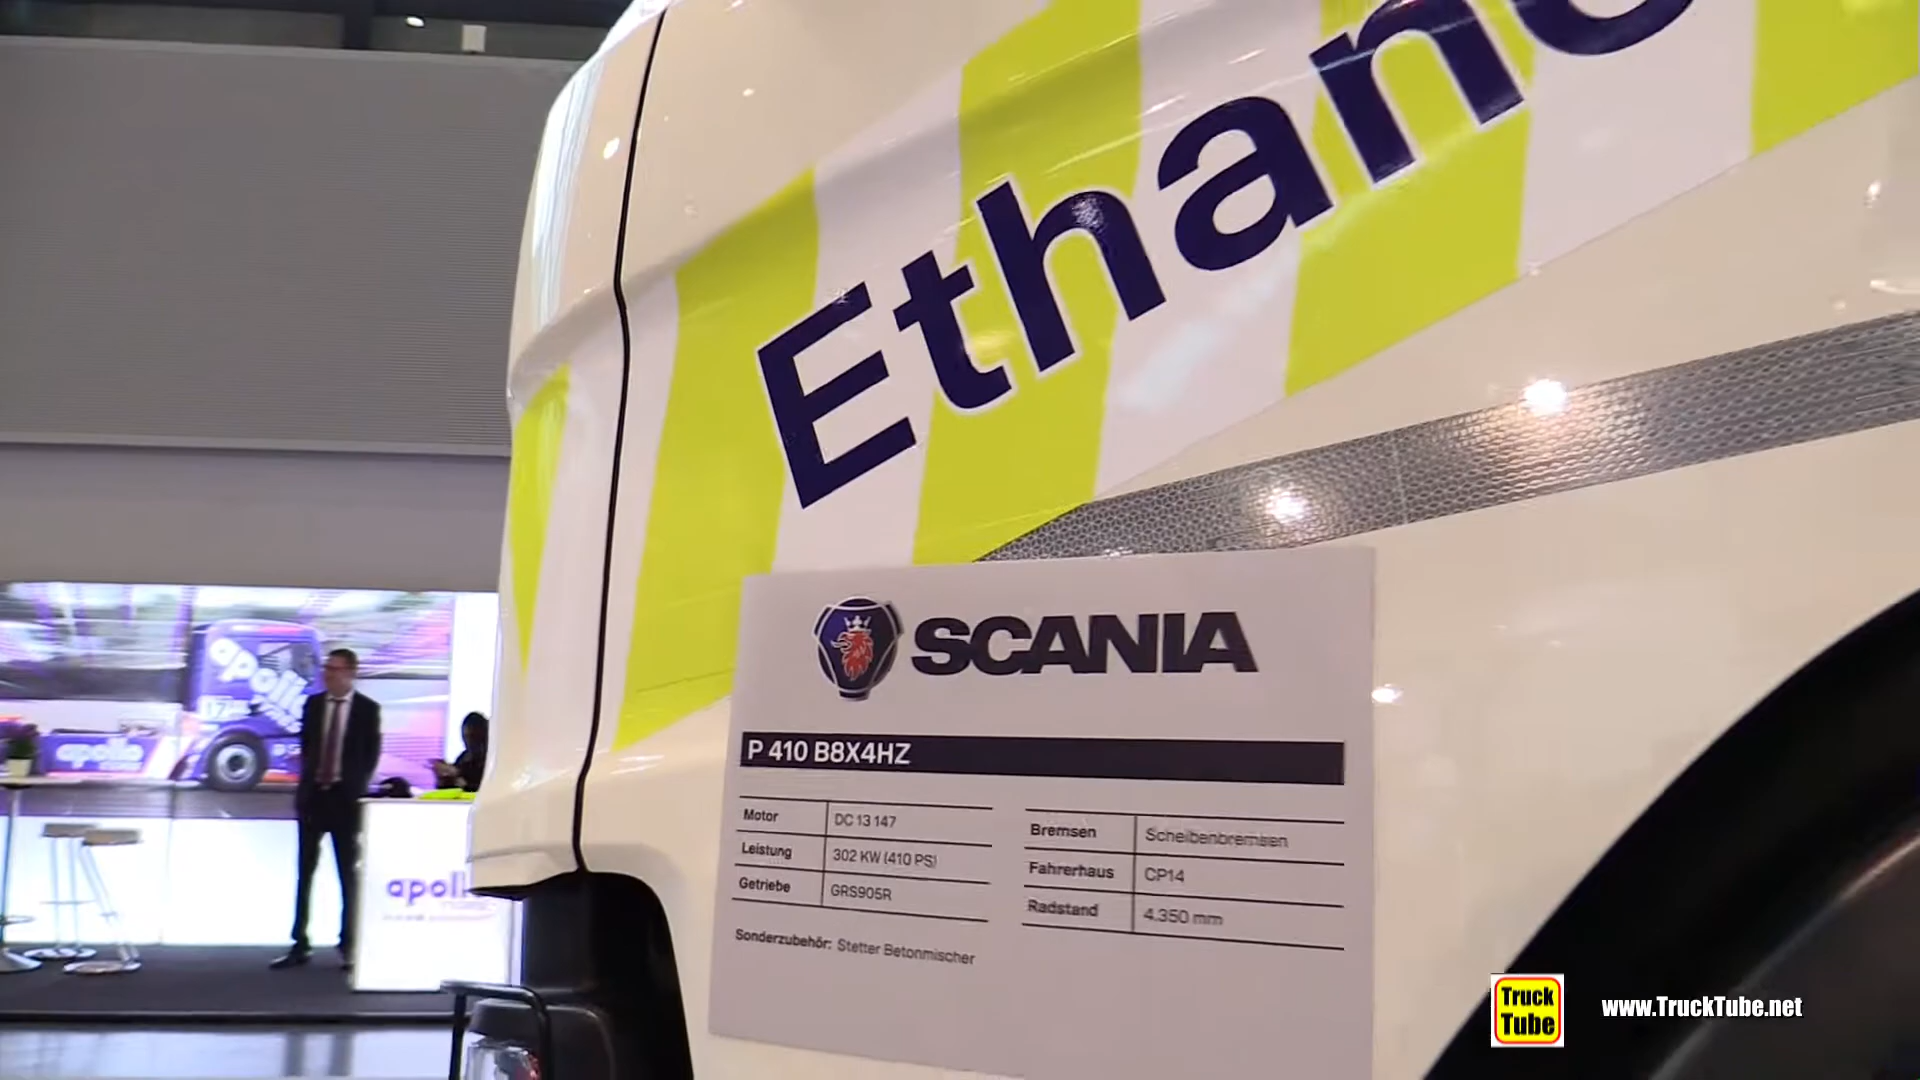 Ethano
SCANIA
P 410 B8X4HZ
Motor DC 13 147
Leistung 302 KW (410 PS)
Getriebe GRS905R
Bremsen Scheibenbremsen
Fahrerhaus CP14
Radstand 4.350 mm
Sonderzubehör: Stetter Betonmischer
apollo
apollo
apoll
Truck
Tube
www.TruckTube.net